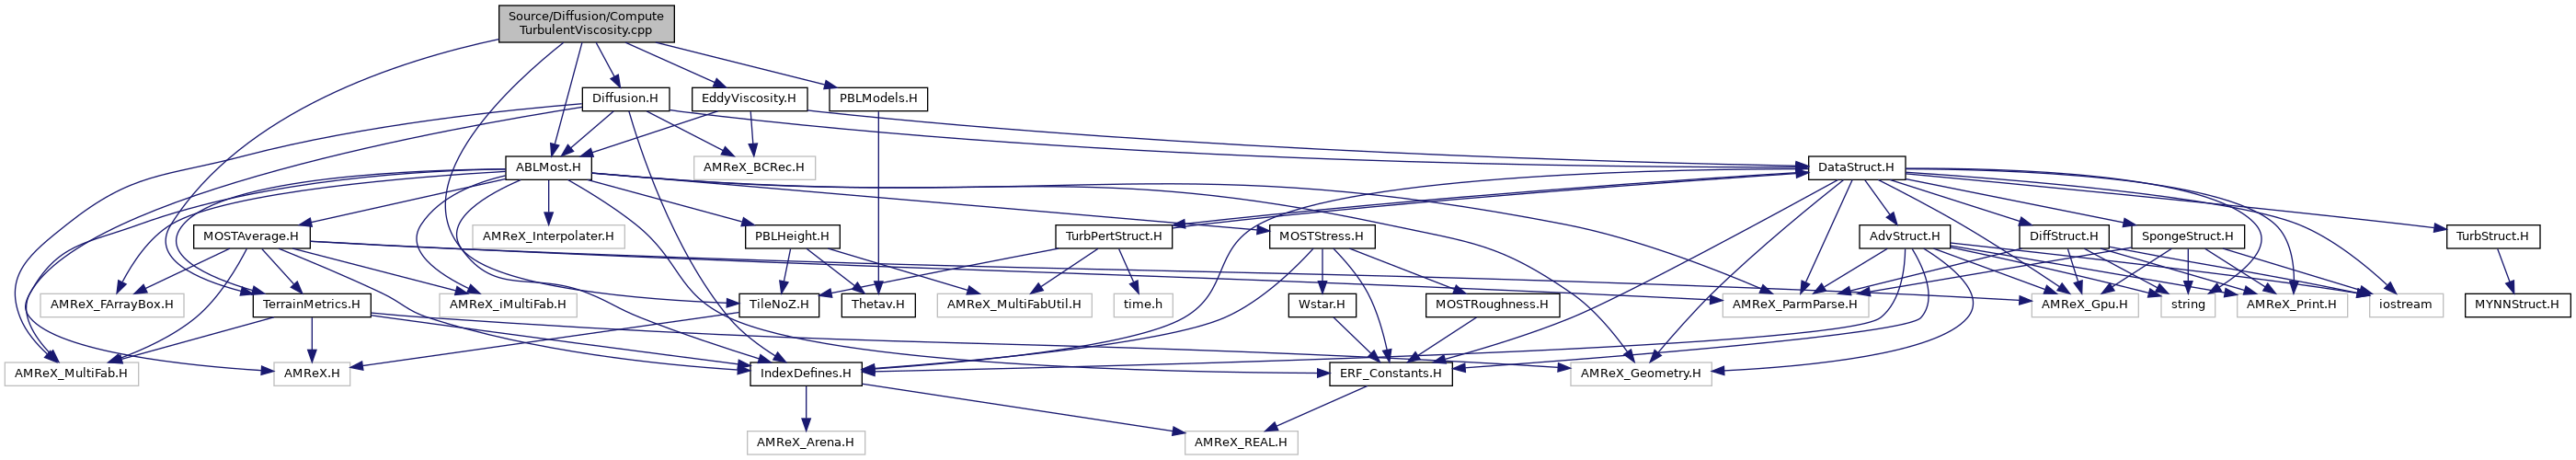 Source/Diffusion/Compute
TurbulentViscosity.cpp
Diffusion.H
EddyViscosity.H
PBLModels.H
ABLMost.H
AMReX_BCRec.H
DataStruct.H
MOSTAverage.H
AMReX_Interpolater.H
PBLHeight.H
TurbPertStruct.H
MOSTStress.H
AdvStruct.H
DiffStruct.H
SpongeStruct.H
TurbStruct.H
AMReX_FArrayBox.H
TerrainMetrics.H
AMReX_iMultiFab.H
TileNoZ.H
Thetav.H
AMReX_MultiFabUtil.H
time.h
Wstar.H
MOSTRoughness.H
AMReX_ParmParse.H
AMReX_Gpu.H
string
AMReX_Print.H
iostream
MYNNStruct.H
AMReX_MultiFab.H
AMReX.H
IndexDefines.H
ERF_Constants.H
AMReX_Geometry.H
AMReX_Arena.H
AMReX_REAL.H